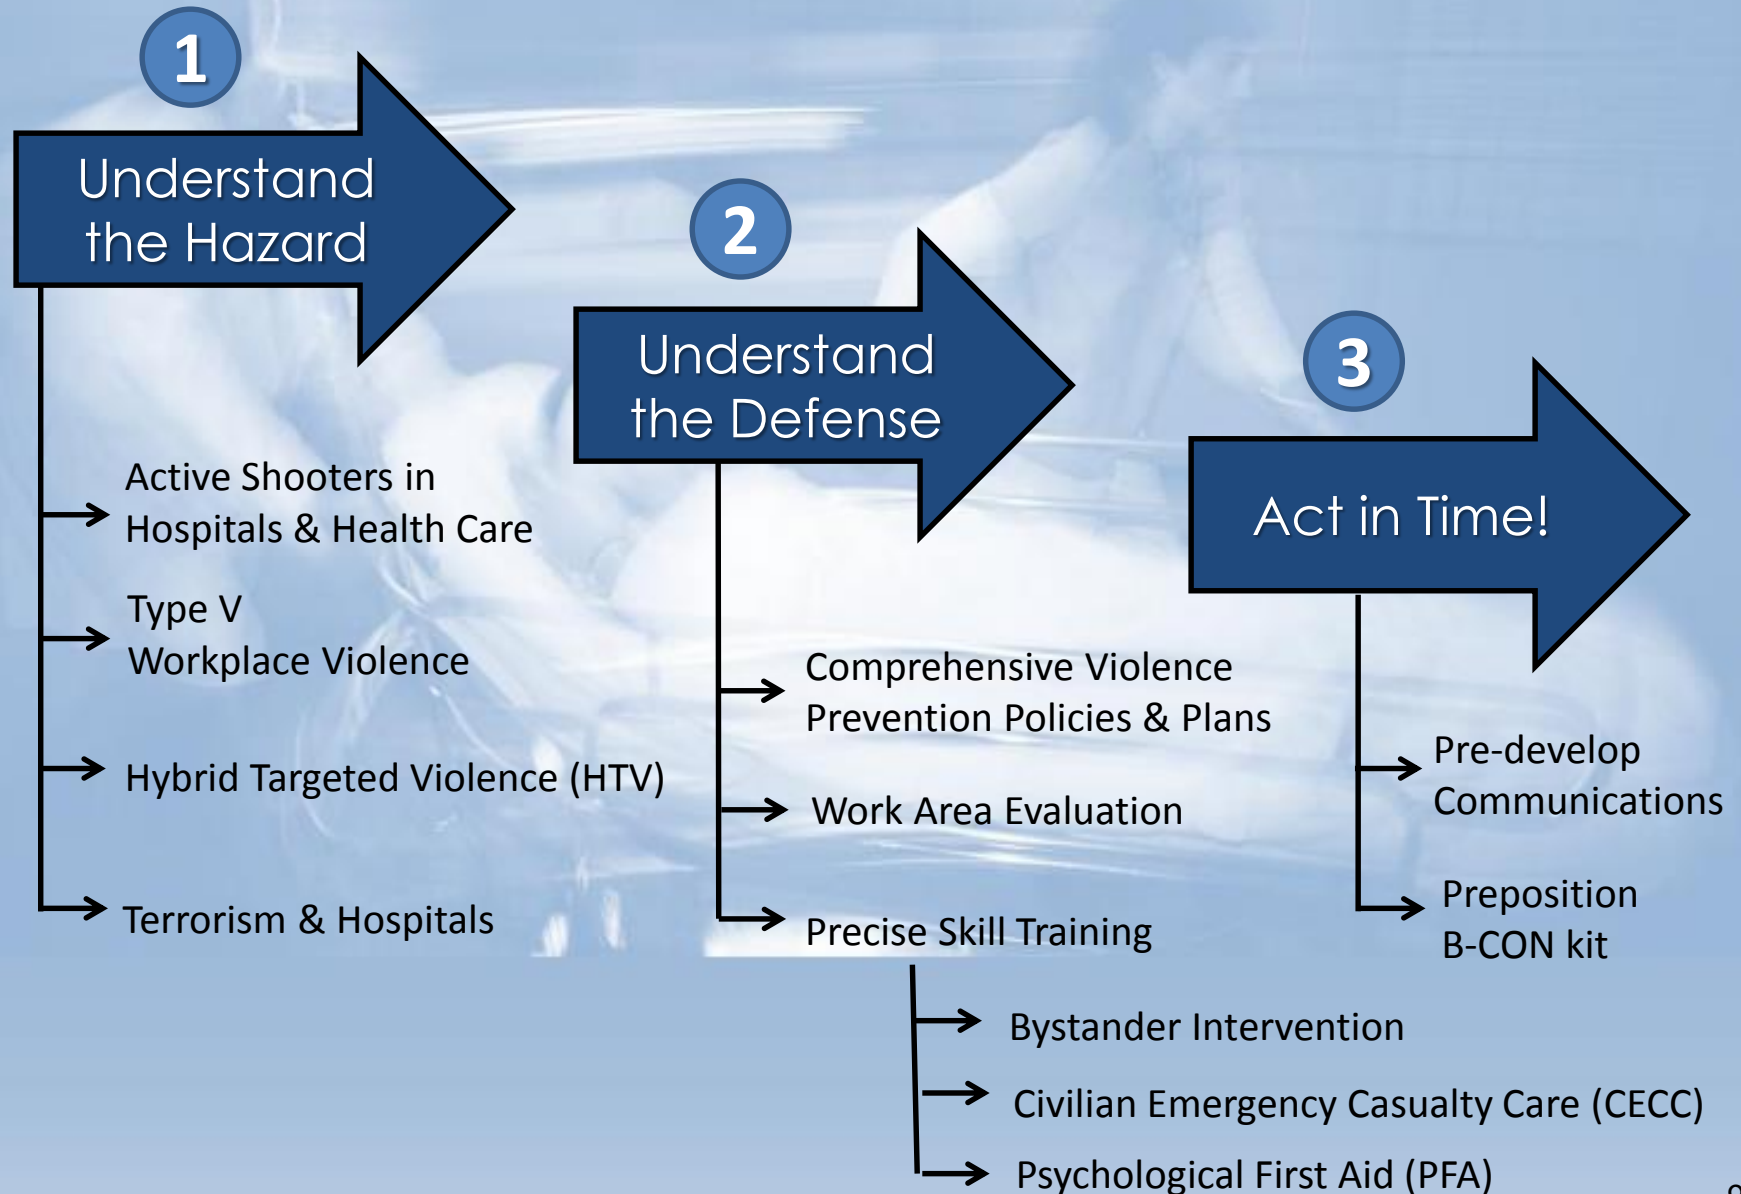 1
Understand
the Hazard
Active Shooters in
Hospitals & Health Care
Type V
Workplace Violence
Hybrid Targeted Violence (HTV)
Terrorism & Hospitals
2
Understand
the Defense
Comprehensive Violence
Prevention Policies & Plans
Work Area Evaluation
Precise Skill Training
Bystander Intervention
Civilian Emergency Casualty Care (CECC)
Psychological First Aid (PFA)
3
Act in Time!
Pre-develop
Communications
Preposition
B-CON kit